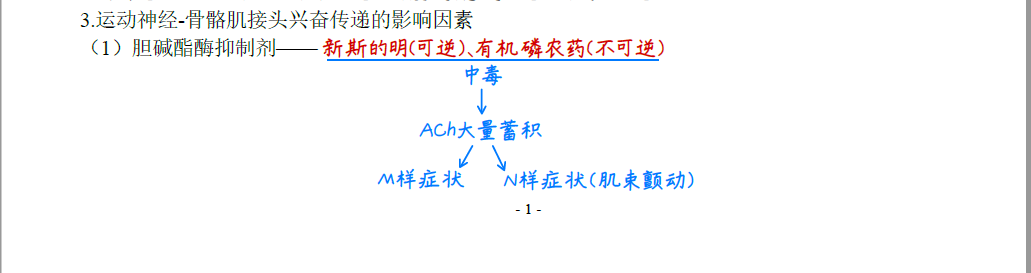 3.运动神经-骨骼肌接头兴奋传递的影响因素
（1）胆碱酯酶抑制剂—— 新斯的明(可逆)、有机磷农药(不可逆)
中毒
ACh大量蓄积
M样症状 N样症状(肌束颤动)
- 1 -